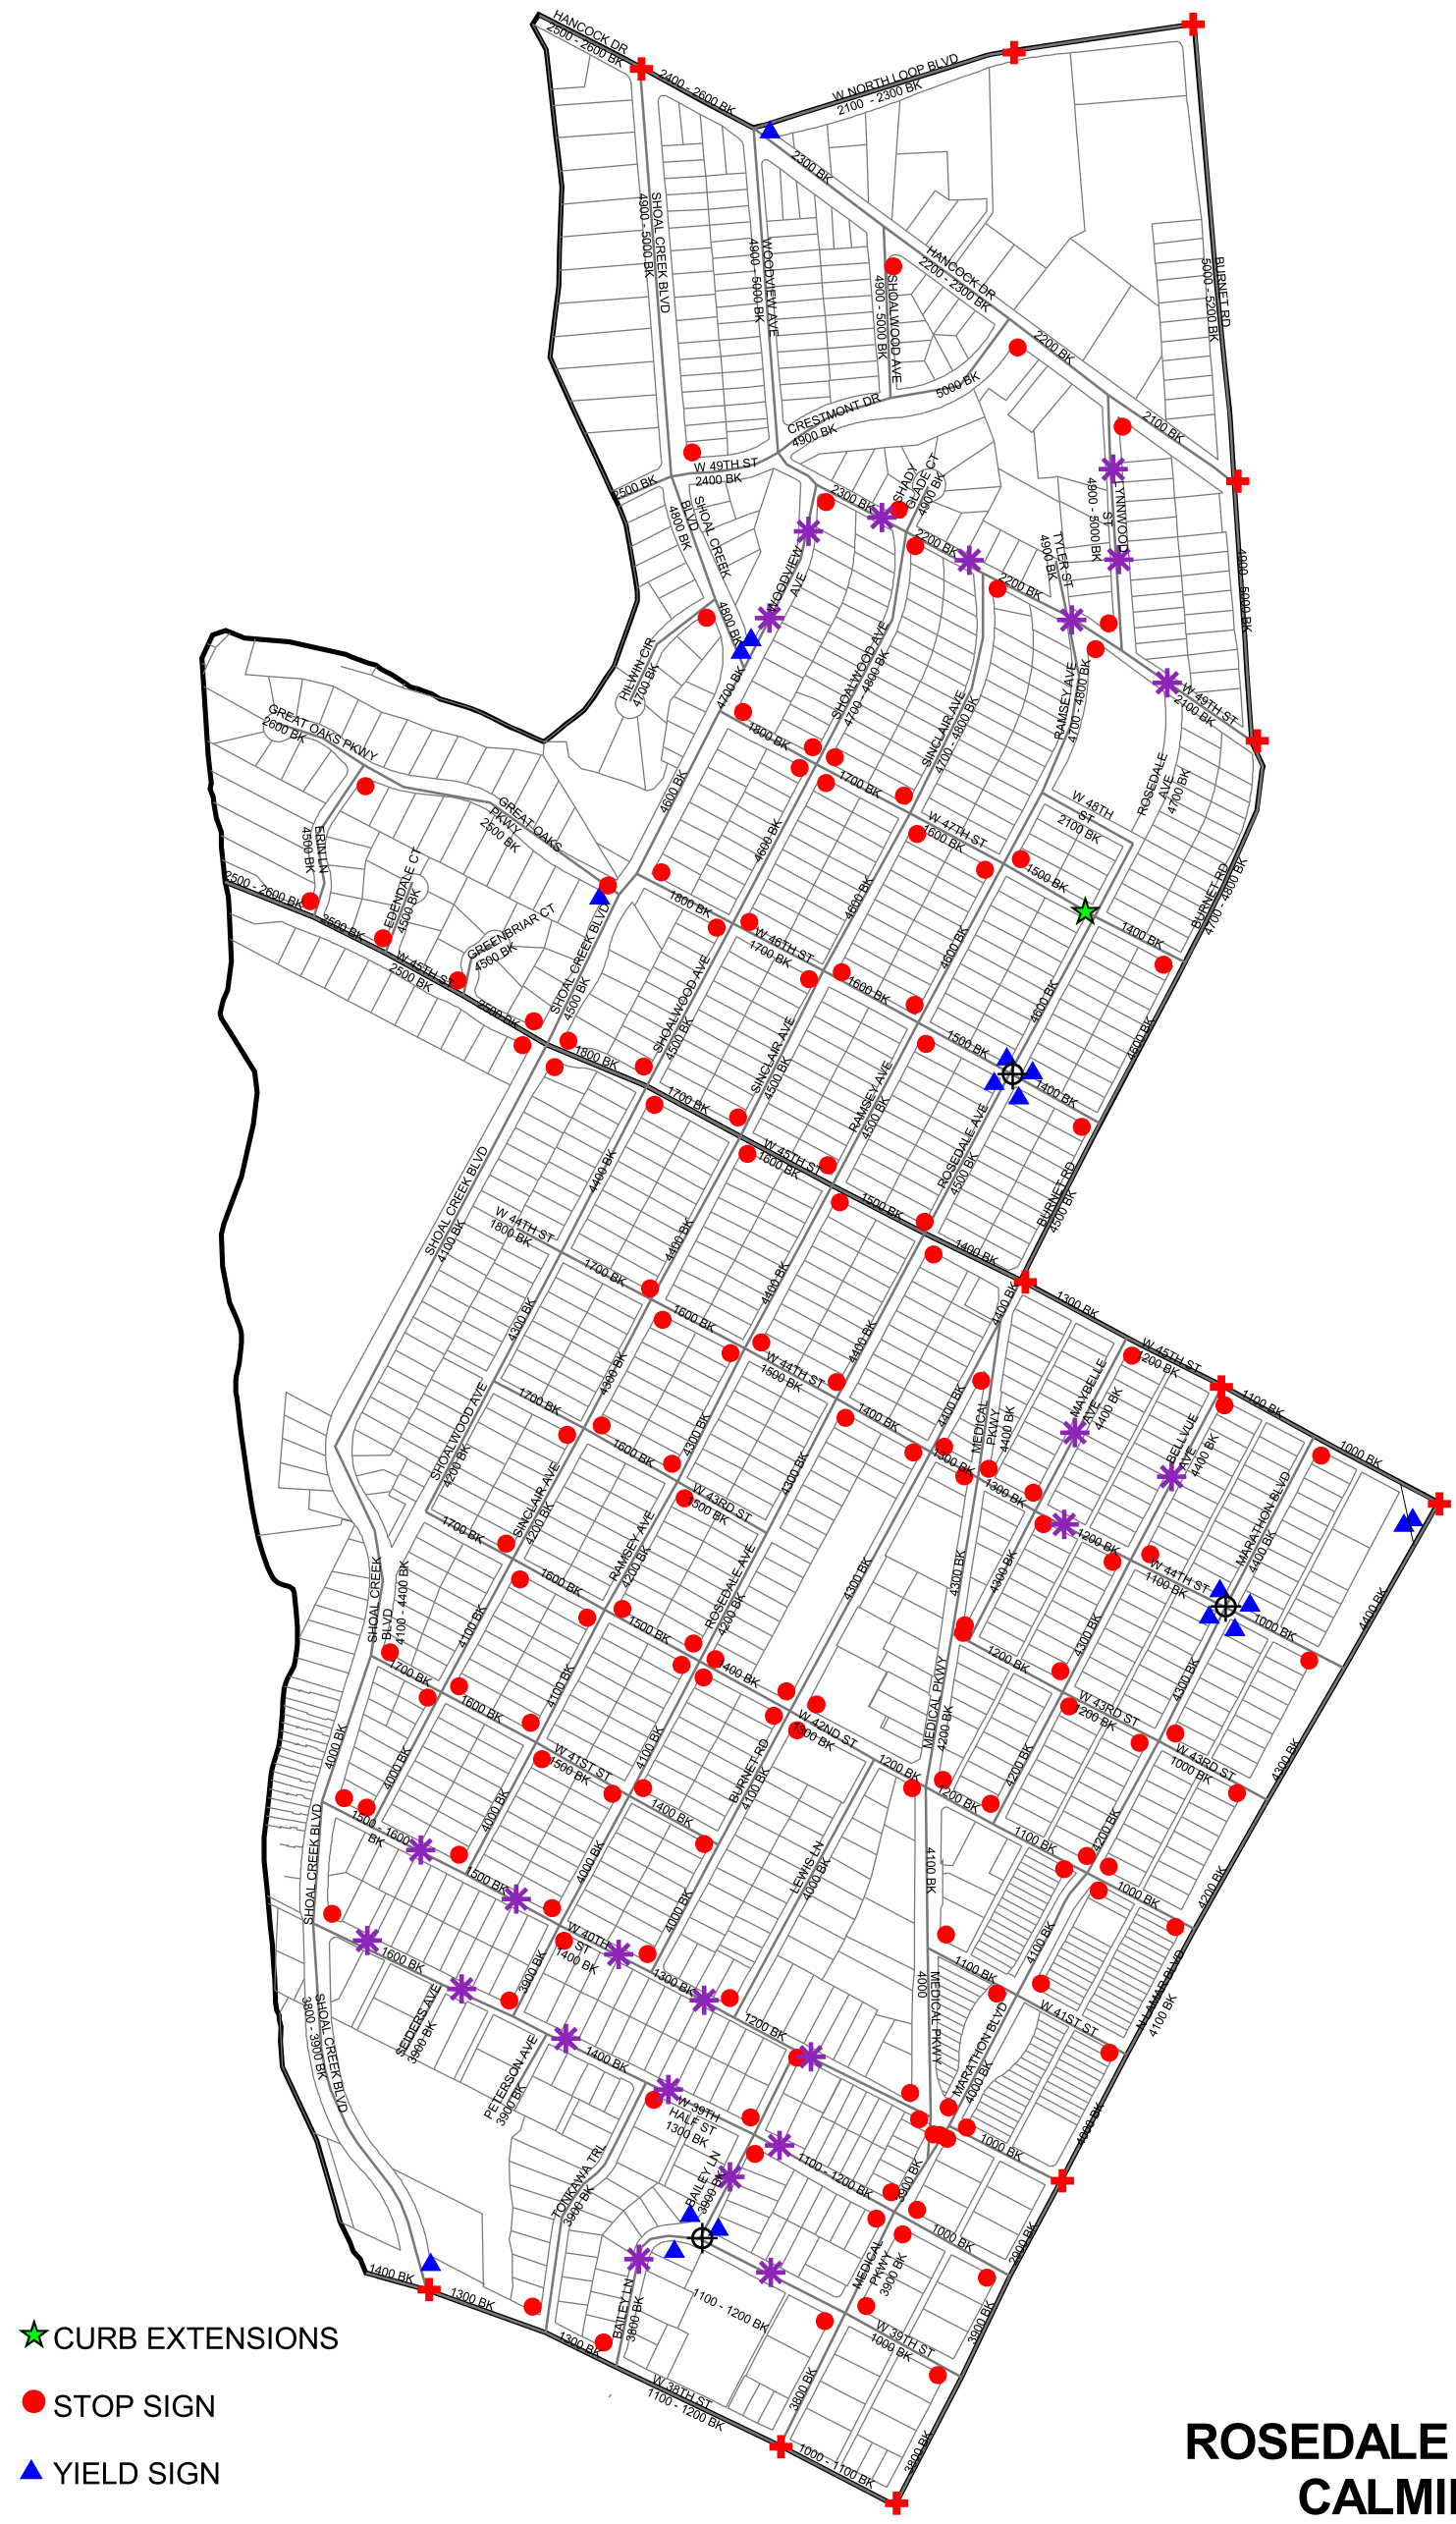 HANCOCK DR
2500 - 2600 BK
2400 - 2600 BK
W NORTH LOOP BLVD
2100 - 2300 BK
2300 BK
SHOAL CREEK BLVD
4900 - 5000 BK
WOODVIEW AVE
4900 - 5000 BK
SHOALWOOD AVE
4900 - 5000 BK
HANCOCK DR
2200 - 2300 BK
BURNET RD
5000 - 5200 BK
2200 BK
5000 BK
CRESTMONT DR
4900 BK
2100 BK
W 49TH ST
2400 BK
2500 BK
SHOAL CREEK
BLVD
4800 BK
2300 BK
SHADY
GLADE CT
4900 BK
2200 BK
LYNNWOOD
ST
4900 - 5000 BK
TYLER ST
4900 BK
2200 BK
4900 - 5000 BK
WOODVIEW
AVE
4800 BK
HILWIN CIR
4700 BK
4700 BK
SHOALWOOD AVE
4700 - 4800 BK
SINCLAIR AVE
4700 - 4800 BK
RAMSEY AVE
4700 - 4800 BK
W 49TH ST
2100 BK
GREAT OAKS PKWY
2600 BK
1800 BK
1700 BK
4600 BK
ROSEDALE
AVE
4700 BK
W 48TH
ST
2100 BK
GREAT OAKS
PKWY
2500 BK
W 47TH ST
1600 BK
1500 BK
4600 BK
4600 BK
ERIN LN
4500 BK
EDENDALE CT
4500 BK
2500 - 2600 BK
2500 BK
GREENBRIAR CT
4500 BK
W 45TH ST
2500 BK
2500 BK
1800 BK
W 46TH ST
1700 BK
1600 BK
4600 BK
1400 BK
BURNET RD
4700 - 4800 BK
SHOAL CREEK BLVD
4500 BK
SHOALWOOD AVE
4500 BK
SINCLAIR AVE
4500 BK
1500 BK
4600 BK
4600 BK
1400 BK
1800 BK
1700 BK
RAMSEY AVE
4500 BK
ROSEDALE AVE
4500 BK
BURNET RD
4500 BK
W 45TH ST
1600 BK
1500 BK
1400 BK
SHOAL CREEK BLVD
4100 BK
4400 BK
4400 BK
4400 BK
W 44TH ST
1800 BK
1700 BK
1600 BK
4400 BK
1300 BK
4300 BK
4300 BK
W 44TH ST
1500 BK
1400 BK
4400 BK
4400 BK
W 45TH ST
1200 BK
1100 BK
1000 BK
MAYBELLE
AVE
4400 BK
MEDICAL
PKWY
4400 BK
BELLVUE
AVE
4400 BK
1700 BK
1600 BK
SHOALWOOD AVE
4200 BK
4300 BK
4300 BK
1300 BK
1300 BK
1200 BK
W 44TH ST
1100 BK
MARATHON BLVD
4400 BK
1000 BK
4400 BK
W 43RD ST
1500 BK
SINCLAIR AVE
4200 BK
1700 BK
1600 BK
RAMSEY AVE
4200 BK
ROSEDALE AVE
4200 BK
1500 BK
1400 BK
4300 BK
4300 BK
4300 BK
4300 BK
4300 BK
4300 BK
SHOAL CREEK
BLVD
4100 - 4400 BK
4100 BK
1700 BK
1600 BK
4100 BK
4100 BK
W 42ND ST
1300 BK
1200 BK
MEDICAL PKWY
4200 BK
1200 BK
W 43RD ST
1200 BK
W 43RD ST
1000 BK
4000 BK
4000 BK
W 41ST ST
1500 BK
1400 BK
BURNET RD
4100 BK
1200 BK
4200 BK
1100 BK
4200 BK
1000 BK
4200 BK
4000 BK
1500 - 1600
BK
1500 BK
4000 BK
4000 BK
LEWIS LN
4000 BK
4100 BK
SHOAL CREEK BLVD
1600 BK
W 40TH
ST
1400 BK
1300 BK
1200 BK
3900 BK
4100 BK
1100 BK
W 41ST ST
N LAMAR BLVD
4100 BK
SHOAL CREEK BLVD
3800 - 3900 BK
SEIDERS AVE
3900 BK
PETERSON AVE
3900 BK
1400 BK
W 39TH
HALF ST
1300 BK
MEDICAL PKWY
4000
MARATHON BLVD
4000 BK
1000 BK
4000 BK
TONKAWA TRL
3900 BK
BAILEY LN
3900 BK
1100 - 1200 BK
3900 BK
1000 BK
3900 BK
MEDICAL
PKWY
3900 BK
1400 BK
1300 BK
1300 BK
BAILEY LN
3800 BK
1100 - 1200 BK
W 39TH ST
1000 BK
3900 BK
W 38TH ST
1100 - 1200 BK
3800 BK
1000 - 1100 BK
3800 BK
CURB EXTENSIONS
STOP SIGN
YIELD SIGN
ROSEDALE
CALMI